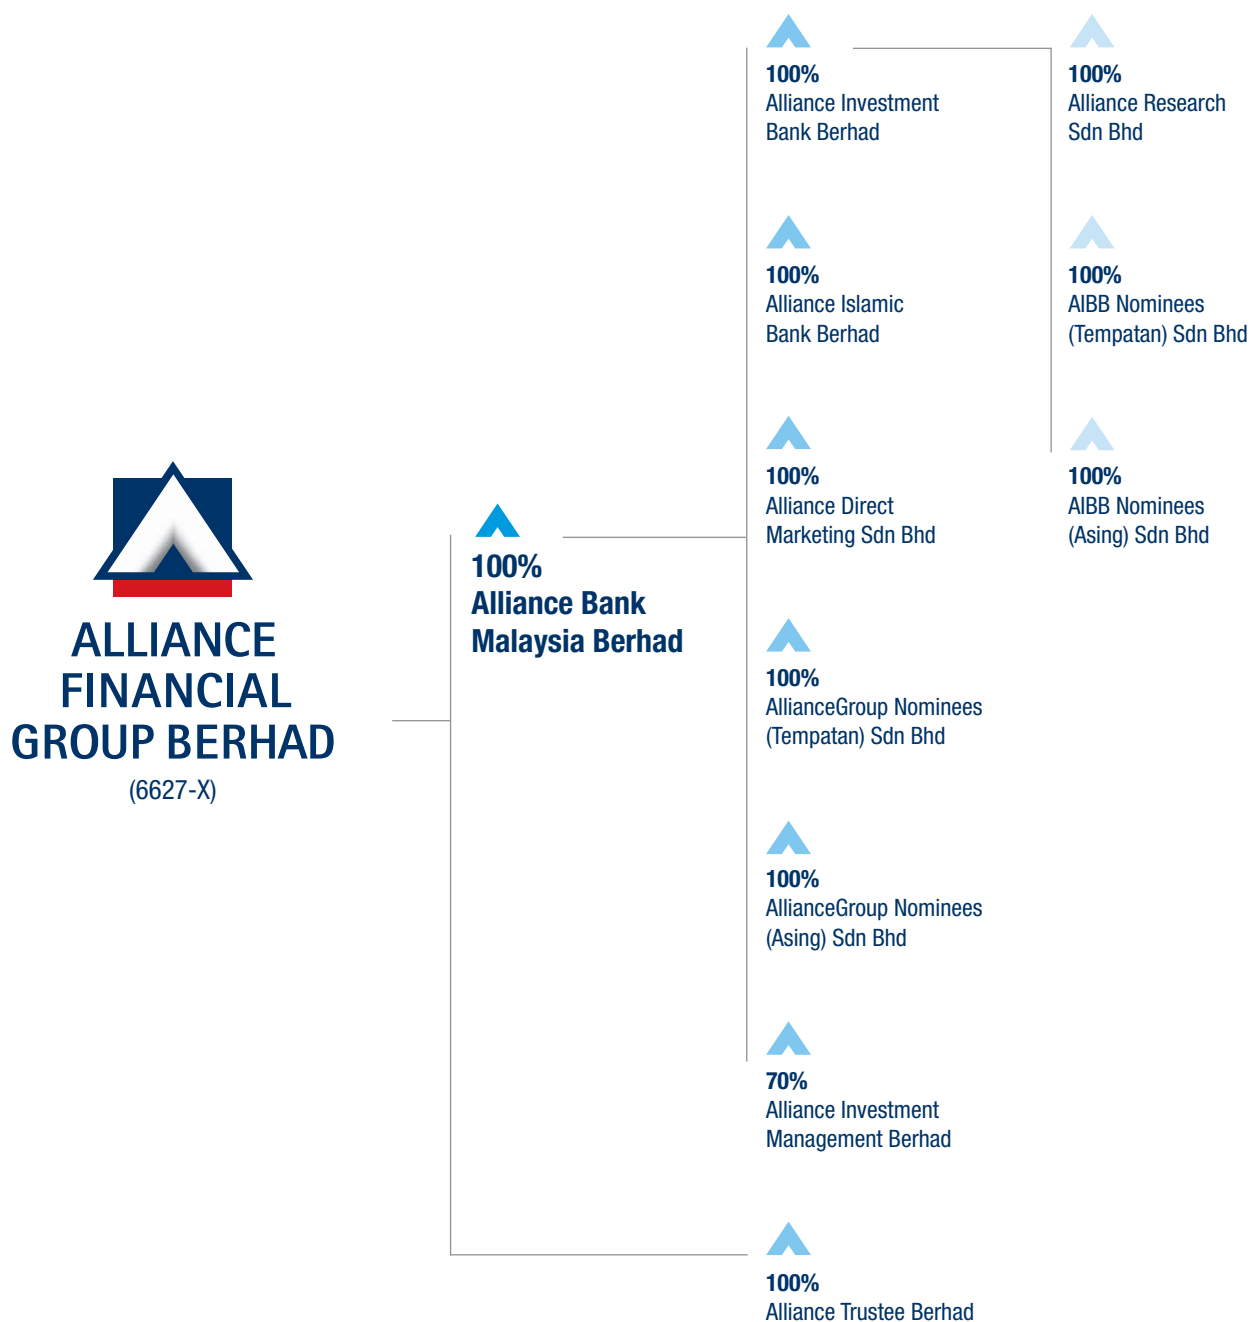 ALLIANCE
FINANCIAL
GROUP BERHAD
(6627-X)
100%
Alliance Bank
Malaysia Berhad
100%
Alliance Investment
Bank Berhad
100%
Alliance Islamic
Bank Berhad
100%
Alliance Direct
Marketing Sdn Bhd
100%
AllianceGroup Nominees
(Tempatan) Sdn Bhd
100%
AllianceGroup Nominees
(Asing) Sdn Bhd
70%
Alliance Investment
Management Berhad
100%
Alliance Trustee Berhad
100%
Alliance Research
Sdn Bhd
100%
AIBB Nominees
(Tempatan) Sdn Bhd
100%
AIBB Nominees
(Asing) Sdn Bhd